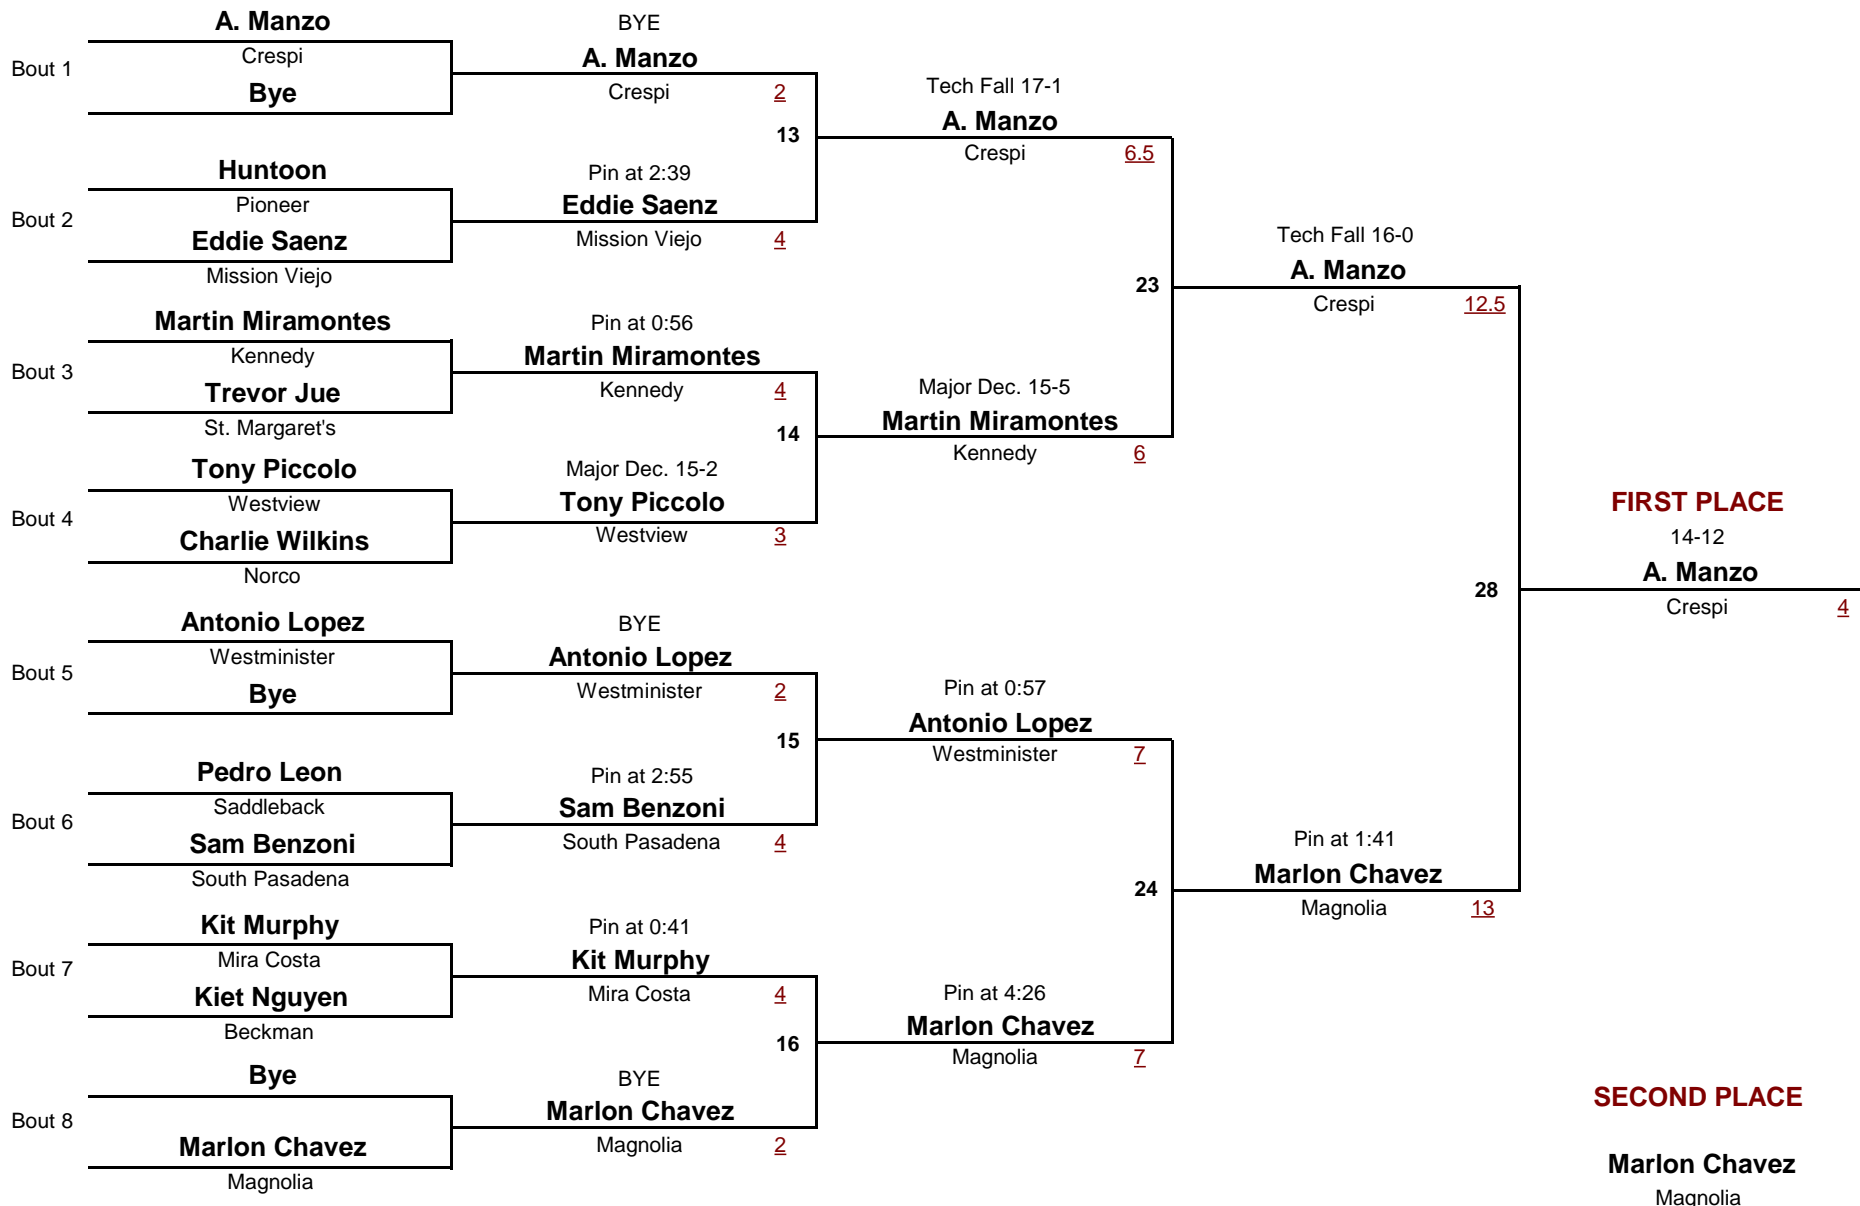 A. Manzo
Crespi
Bout 1
Bye
Huntoon
Pioneer
Bout 2
Eddie Saenz
Mission Viejo
Martin Miramontes
Kennedy
Bout 3
Trevor Jue
St. Margaret's
Tony Piccolo
Westview
Bout 4
Charlie Wilkins
Norco
Antonio Lopez
Westminister
Bout 5
Bye
Pedro Leon
Saddleback
Bout 6
Sam Benzoni
South Pasadena
Kit Murphy
Mira Costa
Bout 7
Kiet Nguyen
Beckman
Bye
Bout 8
Marlon Chavez
Magnolia
BYE
A. Manzo
Crespi 2
13
Pin at 2:39
Eddie Saenz
Mission Viejo 4
Pin at 0:56
Martin Miramontes
Kennedy 4
14
Major Dec. 15-2
Tony Piccolo
Westview 3
BYE
Antonio Lopez
Westminister 2
15
Pin at 2:55
Sam Benzoni
South Pasadena 4
Pin at 0:41
Kit Murphy
Mira Costa 4
16
BYE
Marlon Chavez
Magnolia 2
Tech Fall 17-1
A. Manzo
Crespi 6.5
23
Major Dec. 15-5
Martin Miramontes
Kennedy 6
Pin at 0:57
Antonio Lopez
Westminister 7
24
Pin at 4:26
Marlon Chavez
Magnolia 7
Tech Fall 16-0
A. Manzo
Crespi 12.5
28
Pin at 1:41
Marlon Chavez
Magnolia 13
FIRST PLACE
14-12
A. Manzo
Crespi 4
SECOND PLACE
Marlon Chavez
Magnolia